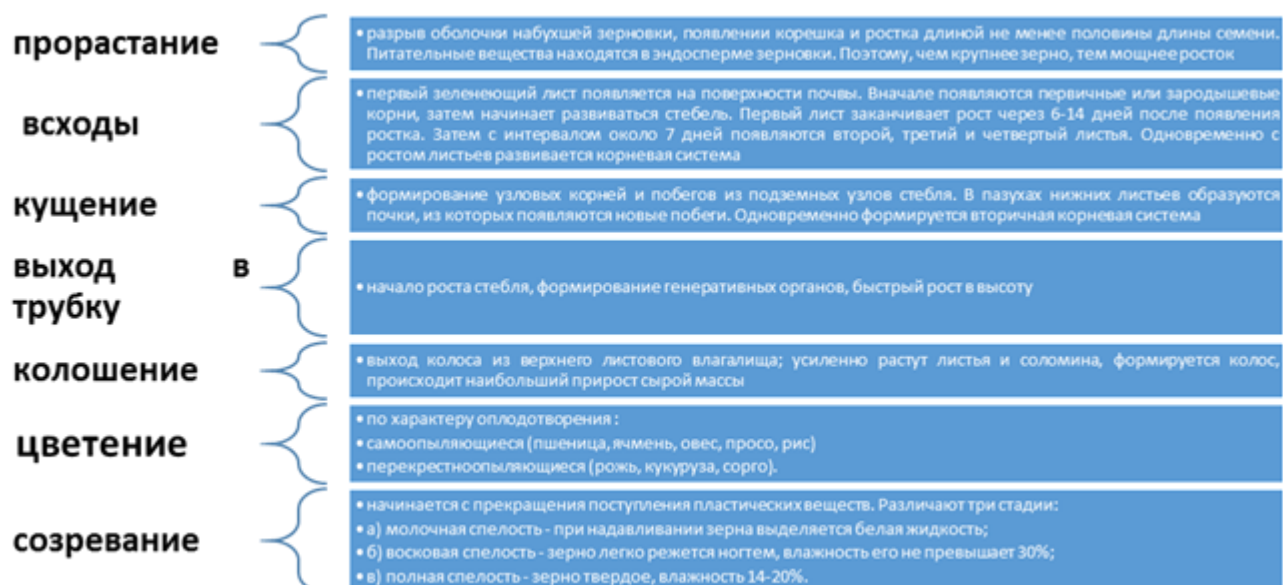 прорастание
• разрыв оболочки набухшей зерновки, появлении корешка и ростка длиной не менее половины длины семени.
Питательные вещества находятся в эндосперме зерновки. Поэтому, чем крупнее зерно, тем мощнее росток
всходы
• первый зеленеющий лист появляется на поверхности почвы. Вначале появляются первичные или зародышевые
корни, затем начинает развиваться стебель. Первый лист заканчивает рост через 6-14 дней после появления
ростка. Затем с интервалом около 7 дней появляются второй, третий и четвертый листья. Одновременно с
ростом листьев развивается корневая система
кущение
• формирование узловых корней и побегов из подземных узлов стебля. В пазухах нижних листьев образуются
почки, из которых появляются новые побеги. Одновременно формируется вторичная корневая система
выход в
трубку
• начало роста стебля, формирование генеративных органов, быстрый рост в высоту
колошение
• выход колоса из верхнего листового влагалища; усиленно растут листья и соломина, формируется колос,
происходит наибольший прирост сырой массы
цветение
• по характеру оплодотворения :
• самоопыляющиеся (пшеница, ячмень, овес, просо, рис)
• перекрестноопыляющиеся (рожь, кукуруза, сорго).
созревание
• начинается с прекращения поступления пластических веществ. Различают три стадии:
• а) молочная спелость - при надавливании зерна выделяется белая жидкость;
• б) восковая спелость - зерно легко режется ногтем, влажность его не превышает 30%;
• в) полная спелость - зерно твердое, влажность 14-20%.